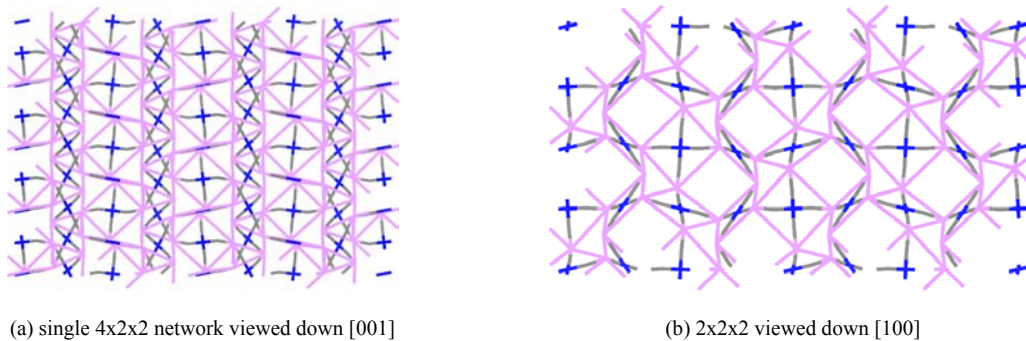 (a) single 4x2x2 network viewed down [001]
(b) 2x2x2 viewed down [100]